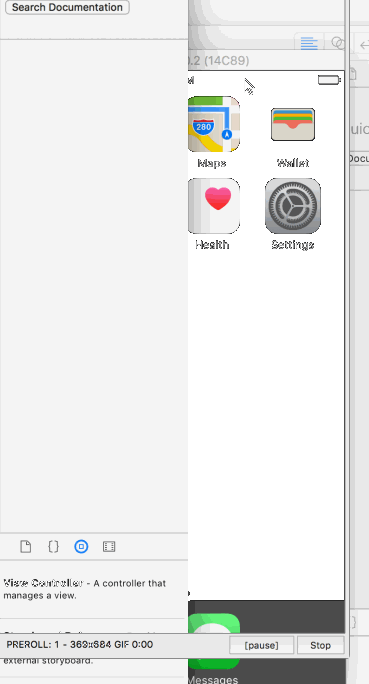 Search Documentation
.2 (14C89)
280
Maps
Wallet
Health
Settings
{}
View Controller - A controller that
manages a view.
PREROLL: 1 - 369x684 GIF 0:00
[pause]
Stop
external storyboard.
Messages